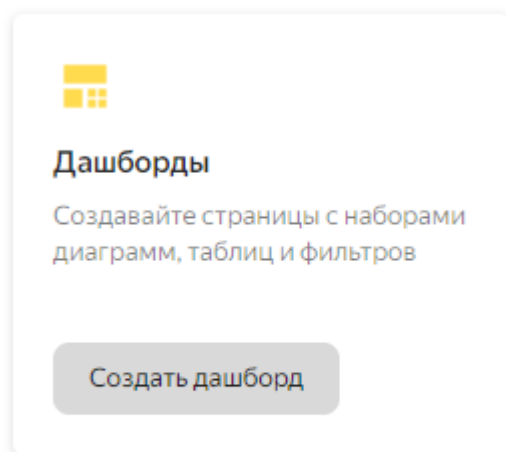 Дашборды
Создавайте страницы с наборами
диаграмм, таблиц и фильтров
Создать дашборд